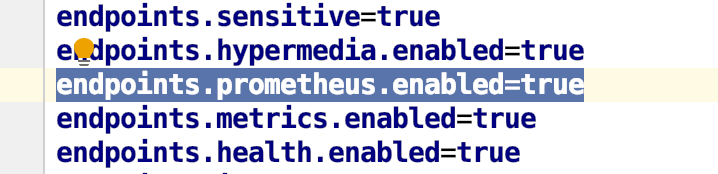 endpoints.sensitive=true
endpoints.hypermedia.enabled=true
endpoints.prometheus.enabled=true
endpoints.metrics.enabled=true
endpoints.health.enabled=true